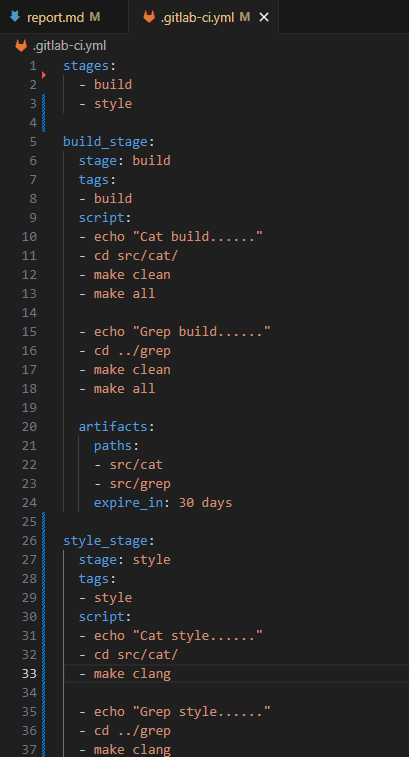 report.md M
.gitlab-ci.yml M
.gitlab-ci.yml
1 stages:
2 - build
3 - style
4
5 build_stage:
6 stage: build
7 tags:
8 - build
9 script:
10 - echo "Cat build......"
11 - cd src/cat/
12 - make clean
13 - make all
14
15 - echo "Grep build......"
16 - cd ../grep
17 - make clean
18 - make all
19
20 artifacts:
21 paths:
22 - src/cat
23 - src/grep
24 expire_in: 30 days
25
26 style_stage:
27 stage: style
28 tags:
29 - style
30 script:
31 - echo "Cat style......"
32 - cd src/cat/
33 - make clang
34
35 - echo "Grep style......"
36 - cd ../grep
37 - make clang